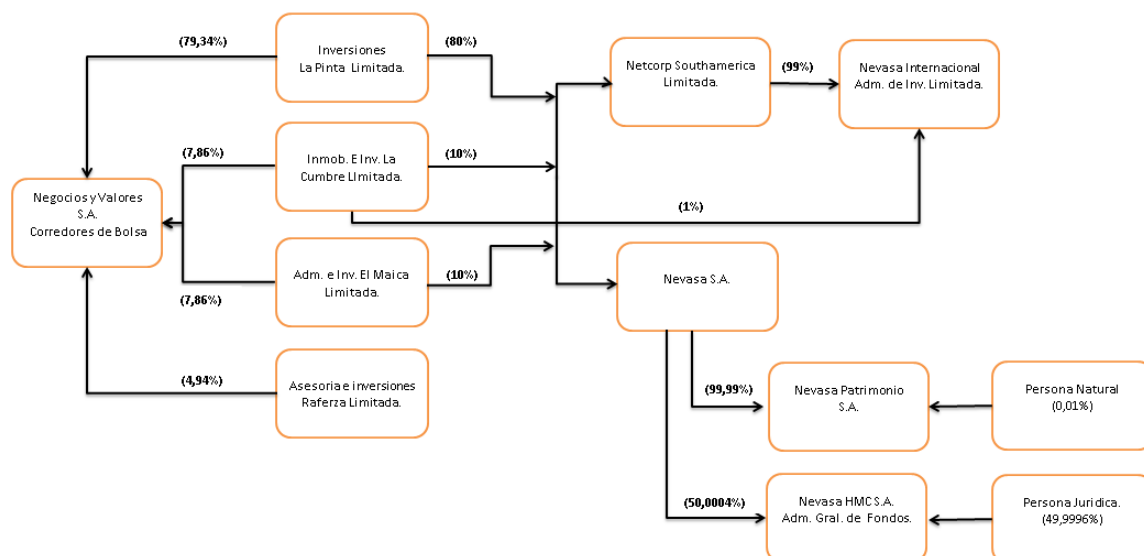 (79,34%)
Inversiones
La Pinta Limitada.
(80%)
Netcorp Southamerica
Limitada.
(99%)
Nevasa Internacional
Adm. de Inv. Limitada.
(7,86%)
Inmob. E Inv. La
Cumbre LImitada.
(10%)
(1%)
Negocios y Valores
S.A.
Corredores de Bolsa
(7,86%)
Adm. e Inv. El Maica
Limitada.
(10%)
Nevasa S.A.
(4,94%)
Asesoria e inversiones
Raferza Limitada.
(99,99%)
Nevasa Patrimonio
S.A.
Persona Natural
(0,01%)
(50,0004%)
Nevasa HMC S.A.
Adm. Gral. de Fondos.
Persona Juridica.
(49,9996%)